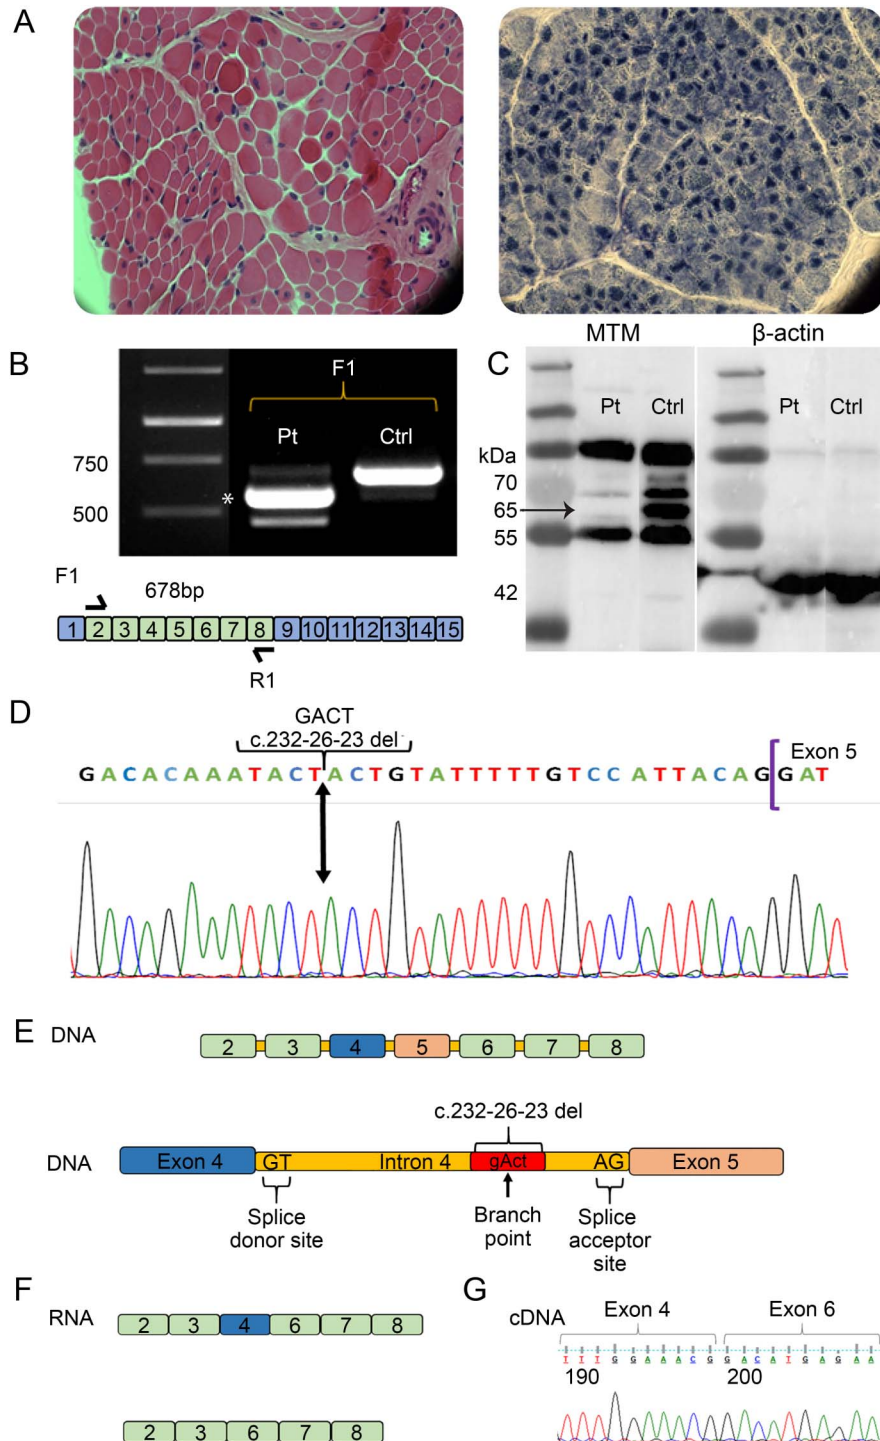 A
B
F1
Pt
Ctrl
750
500
*
F1
678bp
1 2 3 4 5 6 7 8 9 10 11 12 13 14 15
R1
C
MTM
β-actin
Pt
Ctrl
Pt
Ctrl
kDa
70
65
55
42
D
GACT
c.232-26-23 del
GACACAAATACTACTGTATTTTTGTCCATTACAGGAT
Exon 5
E
DNA
2 3 4 5 6 7 8
c.232-26-23 del
DNA
Exon 4
GT
Intron 4
gAct
AG
Exon 5
Splice
donor site
Branch
point
Splice
acceptor
site
F
RNA
2 3 4 6 7 8
2 3 6 7 8
G
cDNA
Exon 4
Exon 6
TTTGGAAACGGACATGAGAA
190
200